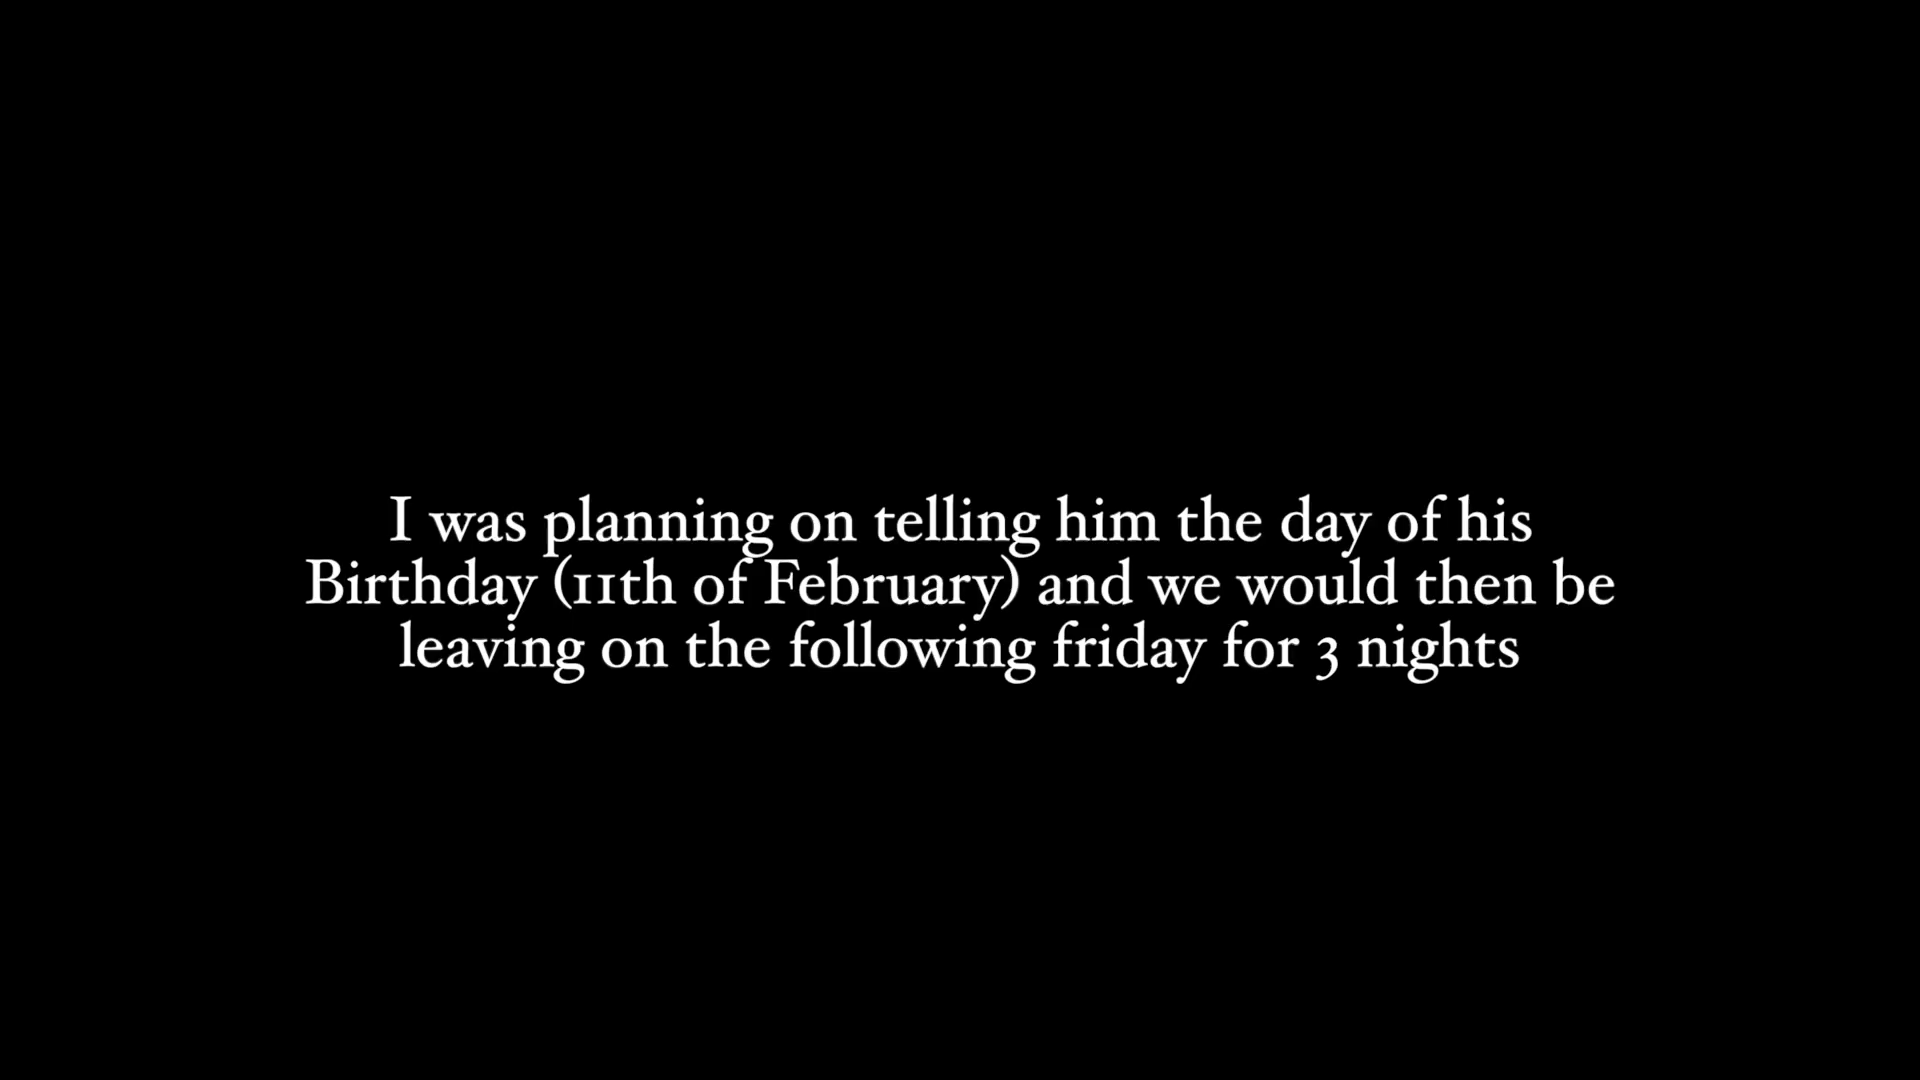 I was planning on telling him the day of his
Birthday (11th of February) and we would then be
leaving on the following friday for 3 nights